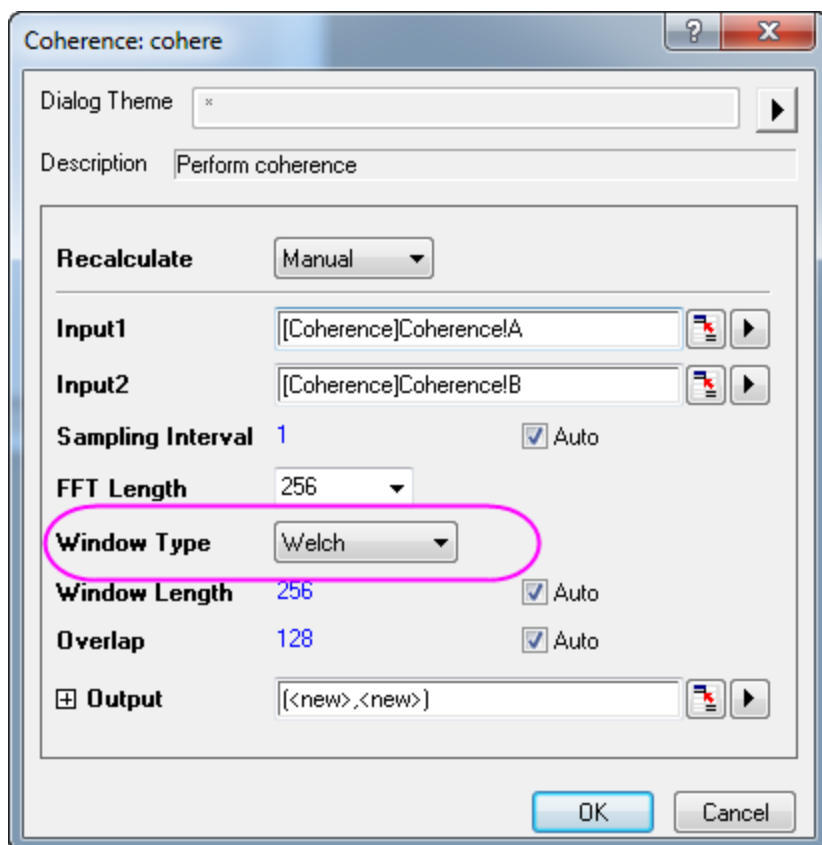 Coherence: cohere
?
x
Dialog Theme *
Description Perform coherence
Recalculate Manual
Input1 [Coherence]Coherence!A
Input2 [Coherence]Coherence!B
Sampling Interval 1 Auto
FFT Length 256
Window Type Welch
Window Length 256 Auto
Overlap 128 Auto
Output (<new>,<new>)
OK Cancel